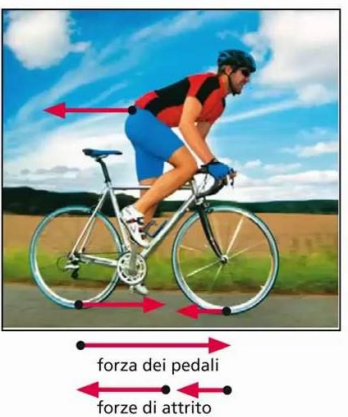 forza dei pedali
forze di attrito